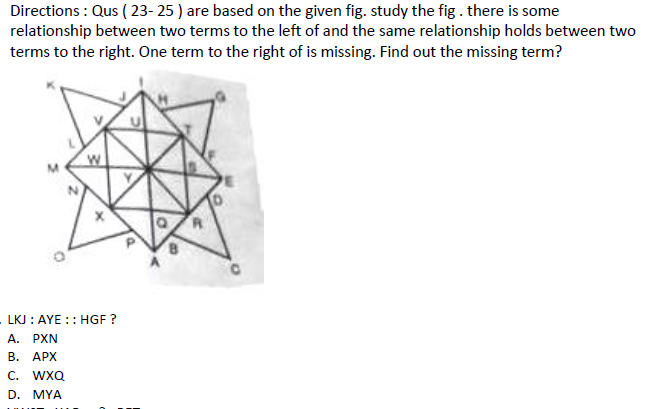 Directions : Qus ( 23- 25 ) are based on the given fig. study the fig . there is some
relationship between two terms to the left of and the same relationship holds between two
terms to the right. One term to the right of is missing. Find out the missing term?
K I
J H G
V U
T
L
W F
M S
Y E
N D
X Q R
P B
O A C
LKJ : AYE : : HGF ?
A. PXN
B. APX
C. WXQ
D. MYA